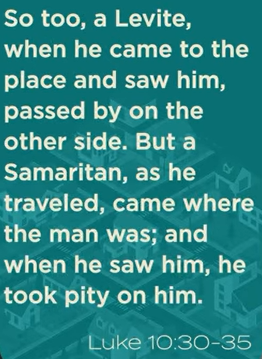 So too, a Levite,
when he came to the
place and saw him,
passed by on the
other side. But a
Samaritan, as he
traveled, came where
the man was; and
when he saw him, he
took pity on him.
Luke 10:30-35